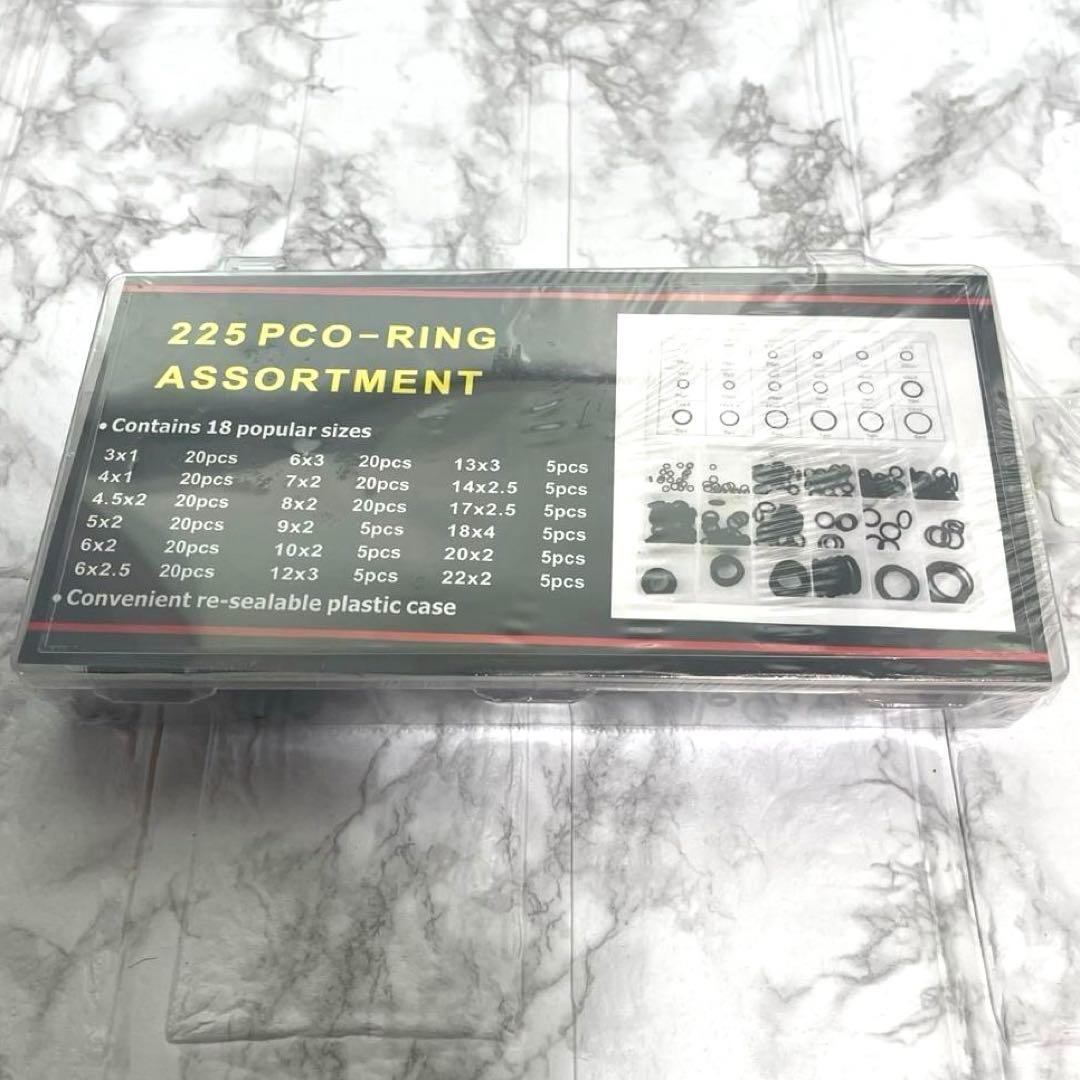 225 PCO-RING
ASSORTMENT
• Contains 18 popular sizes
3x1 20pcs 6x3 20pcs 13x3 5pcs
4x1 20pcs 7x2 20pcs 14x2.5 5pcs
4.5x2 20pcs 8x2 20pcs 17x2.5 5pcs
5x2 20pcs 9x2 5pcs 18x4 5pcs
6x2 20pcs 10x2 5pcs 20x2 5pcs
6x2.5 20pcs 12x3 5pcs 22x2 5pcs
• Convenient re-sealable plastic case